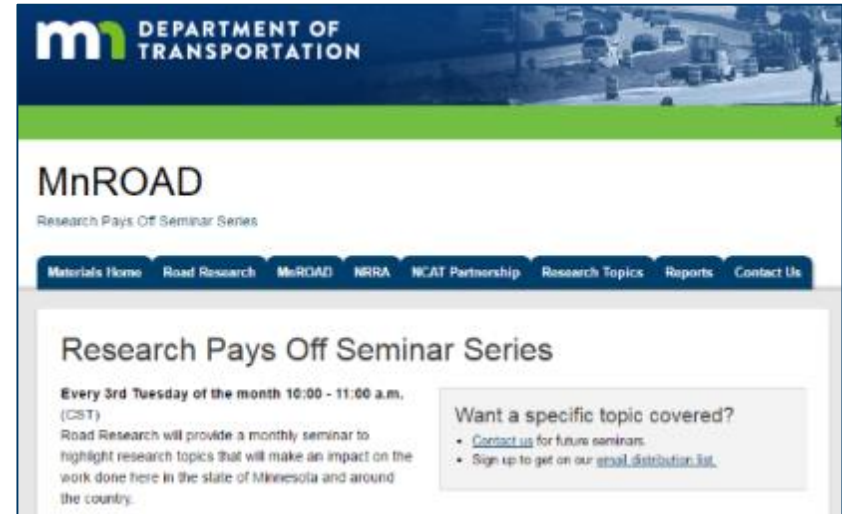 DEPARTMENT OF
TRANSPORTATION
MnROAD
Research Pays Off Seminar Series
Materials Home Road Research MnROAD NRRA NCAT Partnership Research Topics Reports Contact Us
Research Pays Off Seminar Series
Every 3rd Tuesday of the month 10:00 - 11:00 a.m.
(CST)
Road Research will provide a monthly seminar to
highlight research topics that will make an impact on the
work done here in the state of Minnesota and around
the country.
Want a specific topic covered?
• Contact us for future seminars.
• Sign up to get on our email distribution list.